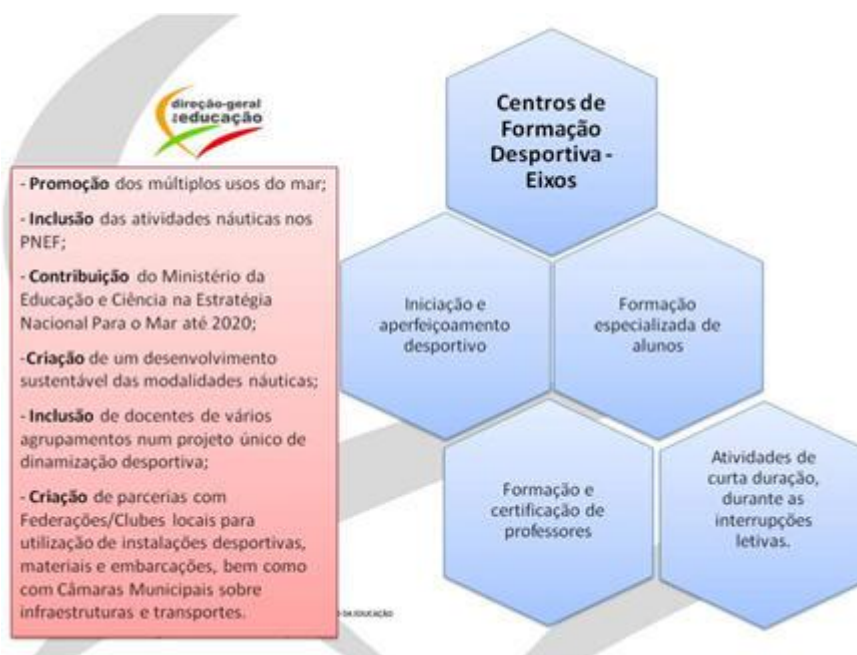 direção-geral
da educação
- Promoção dos múltiplos usos do mar;
- Inclusão das atividades náuticas nos
PNEF;
- Contribuição do Ministério da
Educação e Ciência na Estratégia
Nacional Para o Mar até 2020;
-Criação de um desenvolvimento
sustentável das modalidades náuticas;
- Inclusão de docentes de vários
agrupamentos num projeto único de
dinamização desportiva;
- Criação de parcerias com
Federações/Clubes locais para
utilização de instalações desportivas,
materiais e embarcações, bem como
com Câmaras Municipais sobre
infraestruturas e transportes.
Centros de
Formação
Desportiva -
Eixos
Iniciação e
aperfeiçoamento
desportivo
Formação
especializada de
alunos
Formação e
certificação de
professores
Atividades de
curta duração,
durante as
interrupções
letivas.
DA EDUCAÇÃO